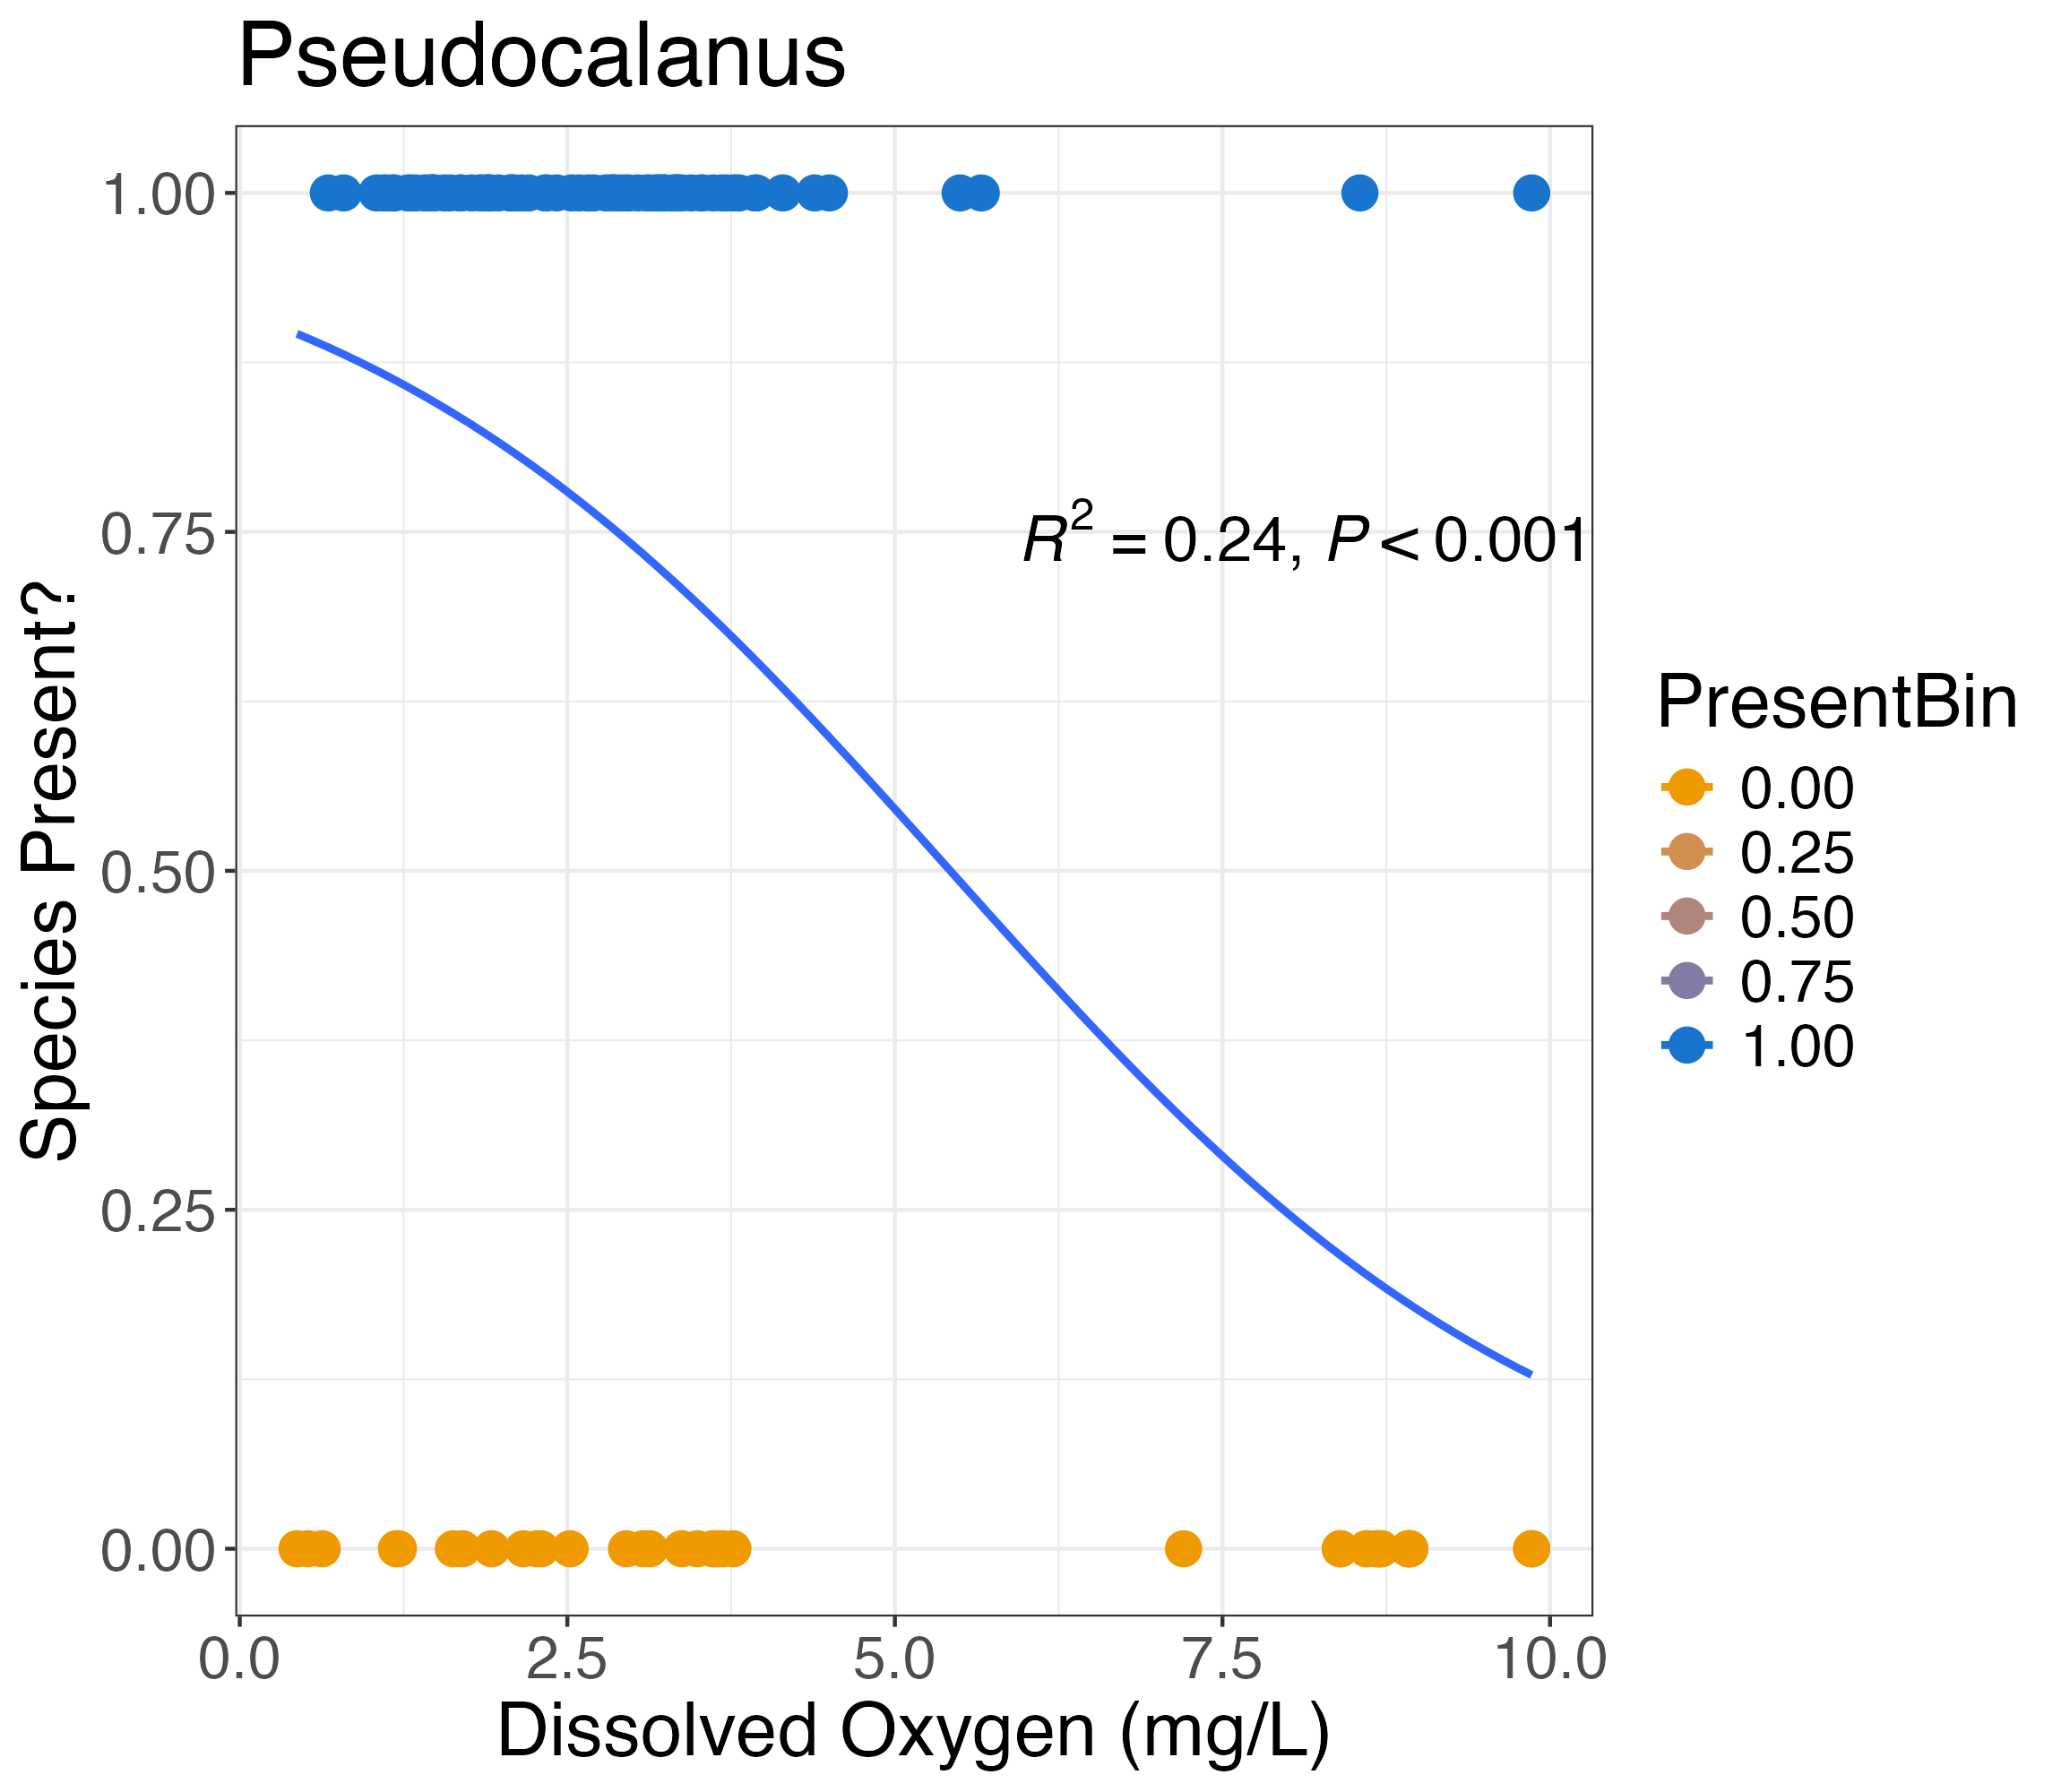 Pseudocalanus
1.00
0.75
0.50
0.25
0.00
Species Present?
R² = 0.24, P < 0.001
0.0 2.5 5.0 7.5 10.0
Dissolved Oxygen (mg/L)
PresentBin
0.00
0.25
0.50
0.75
1.00